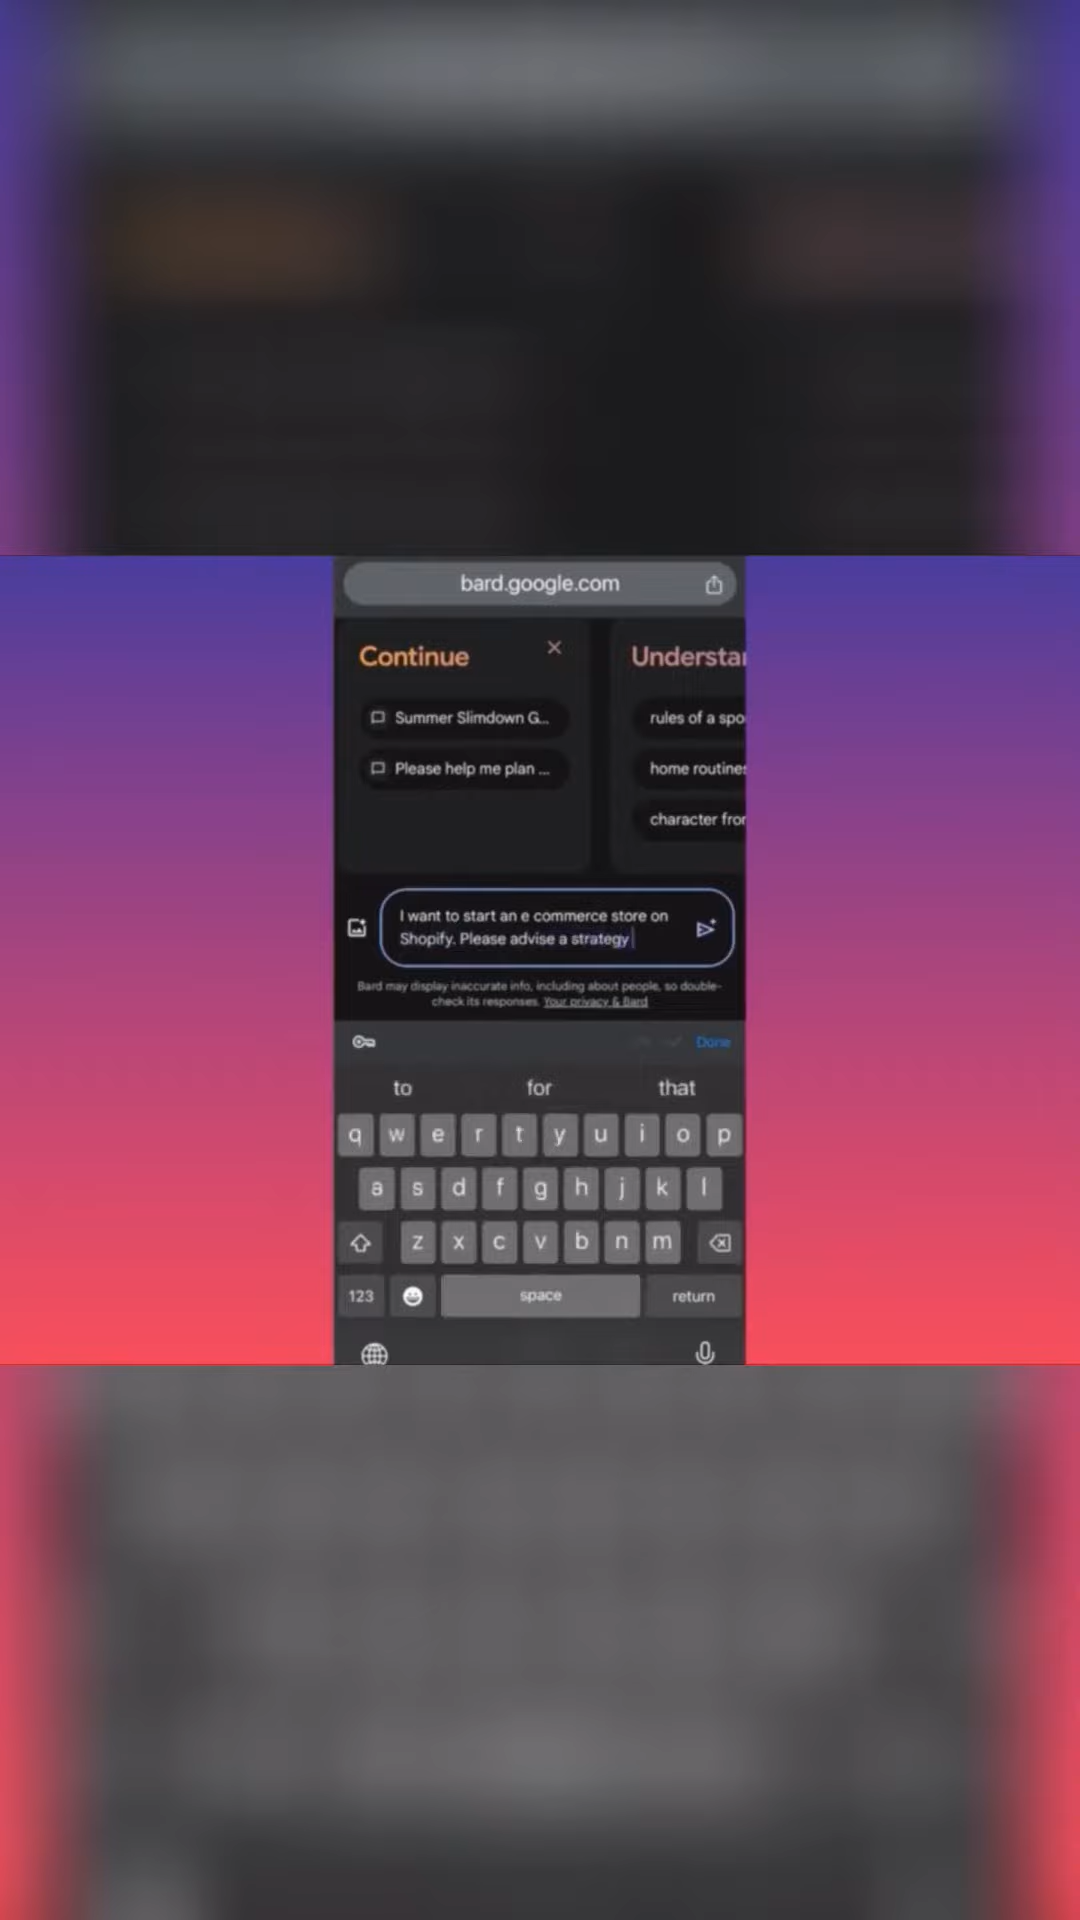 bard.google.com
Continue
Understa
Summer Slimdown G...
rules of a spo
Please help me plan ...
home routines
character from
I want to start an e commerce store on
Shopify. Please advise a strategy
Bard may display inaccurate info, including about people, so double-
check its responses. Your privacy & Bard
Done
to for that
q w e r t y u i o p
a s d f g h j k l
z x c v b n m
123 space return